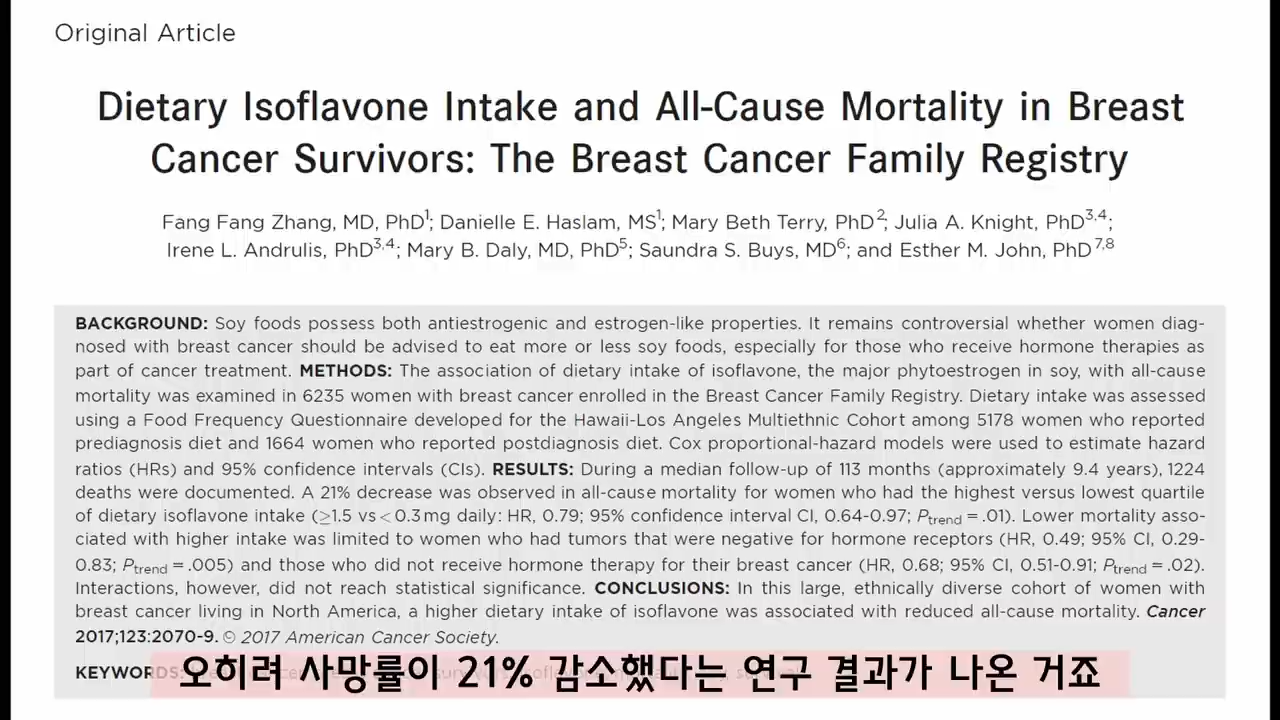 Original Article
Dietary Isoflavone Intake and All-Cause Mortality in Breast
Cancer Survivors: The Breast Cancer Family Registry
Fang Fang Zhang, MD, PhD1; Danielle E. Haslam, MS1; Mary Beth Terry, PhD2; Julia A. Knight, PhD3,4;
Irene L. Andrulis, PhD3,4; Mary B. Daly, MD, PhD5; Saundra S. Buys, MD6; and Esther M. John, PhD7,8
BACKGROUND: Soy foods possess both antiestrogenic and estrogen-like properties. It remains controversial whether women diag-
nosed with breast cancer should be advised to eat more or less soy foods, especially for those who receive hormone therapies as
part of cancer treatment. METHODS: The association of dietary intake of isoflavone, the major phytoestrogen in soy, with all-cause
mortality was examined in 6235 women with breast cancer enrolled in the Breast Cancer Family Registry. Dietary intake was assessed
using a Food Frequency Questionnaire developed for the Hawaii-Los Angeles Multiethnic Cohort among 5178 women who reported
prediagnosis diet and 1664 women who reported postdiagnosis diet. Cox proportional-hazard models were used to estimate hazard
ratios (HRs) and 95% confidence intervals (CIs). RESULTS: During a median follow-up of 113 months (approximately 9.4 years), 1224
deaths were documented. A 21% decrease was observed in all-cause mortality for women who had the highest versus lowest quartile
of dietary isoflavone intake (≥1.5 vs<0.3 mg daily: HR, 0.79; 95% confidence interval CI, 0.64-0.97; Ptrend = .01). Lower mortality asso-
ciated with higher intake was limited to women who had tumors that were negative for hormone receptors (HR, 0.49; 95% CI, 0.29-
0.83; Ptrend = .005) and those who did not receive hormone therapy for their breast cancer (HR, 0.68; 95% CI, 0.51-0.91; Ptrend = .02).
Interactions, however, did not reach statistical significance. CONCLUSIONS: In this large, ethnically diverse cohort of women with
breast cancer living in North America, a higher dietary intake of isoflavone was associated with reduced all-cause mortality. Cancer
2017;123:2070-9. © 2017 American Cancer Society.
KEYWORDS:
오히려 사망률이 21% 감소했다는 연구 결과가 나온 거죠